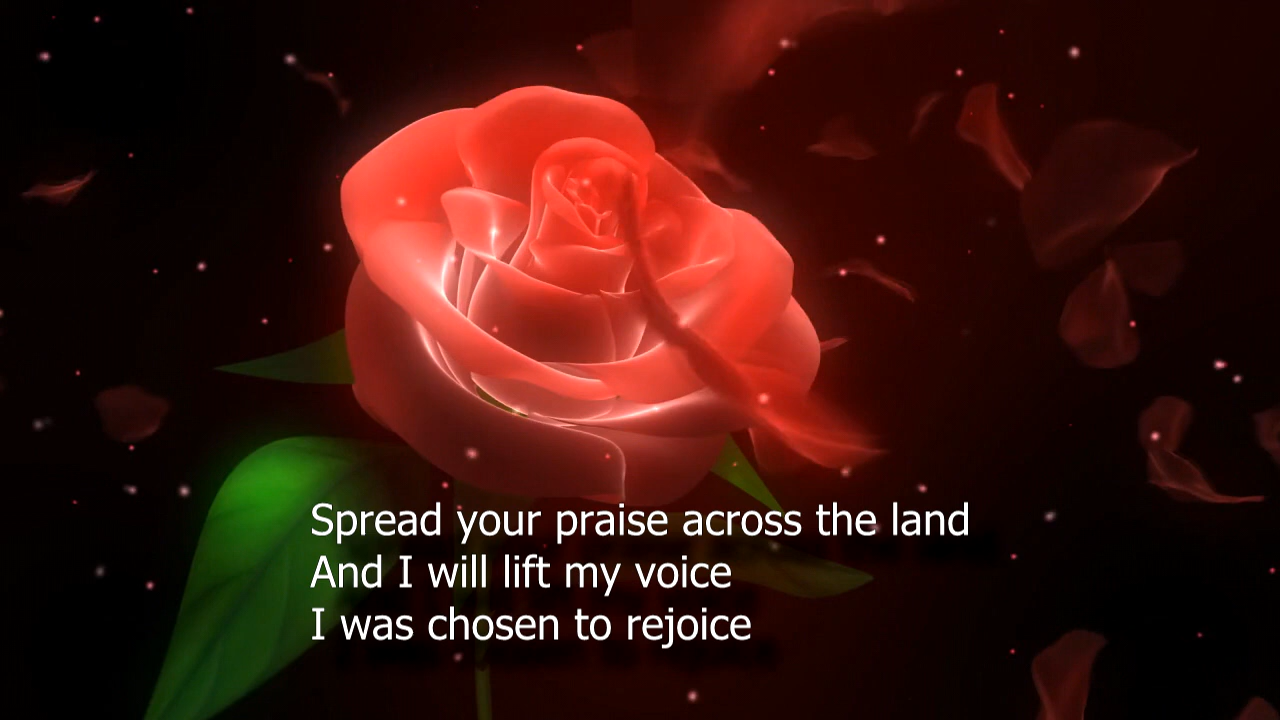 Spread your praise across the land
And I will lift my voice
I was chosen to rejoice